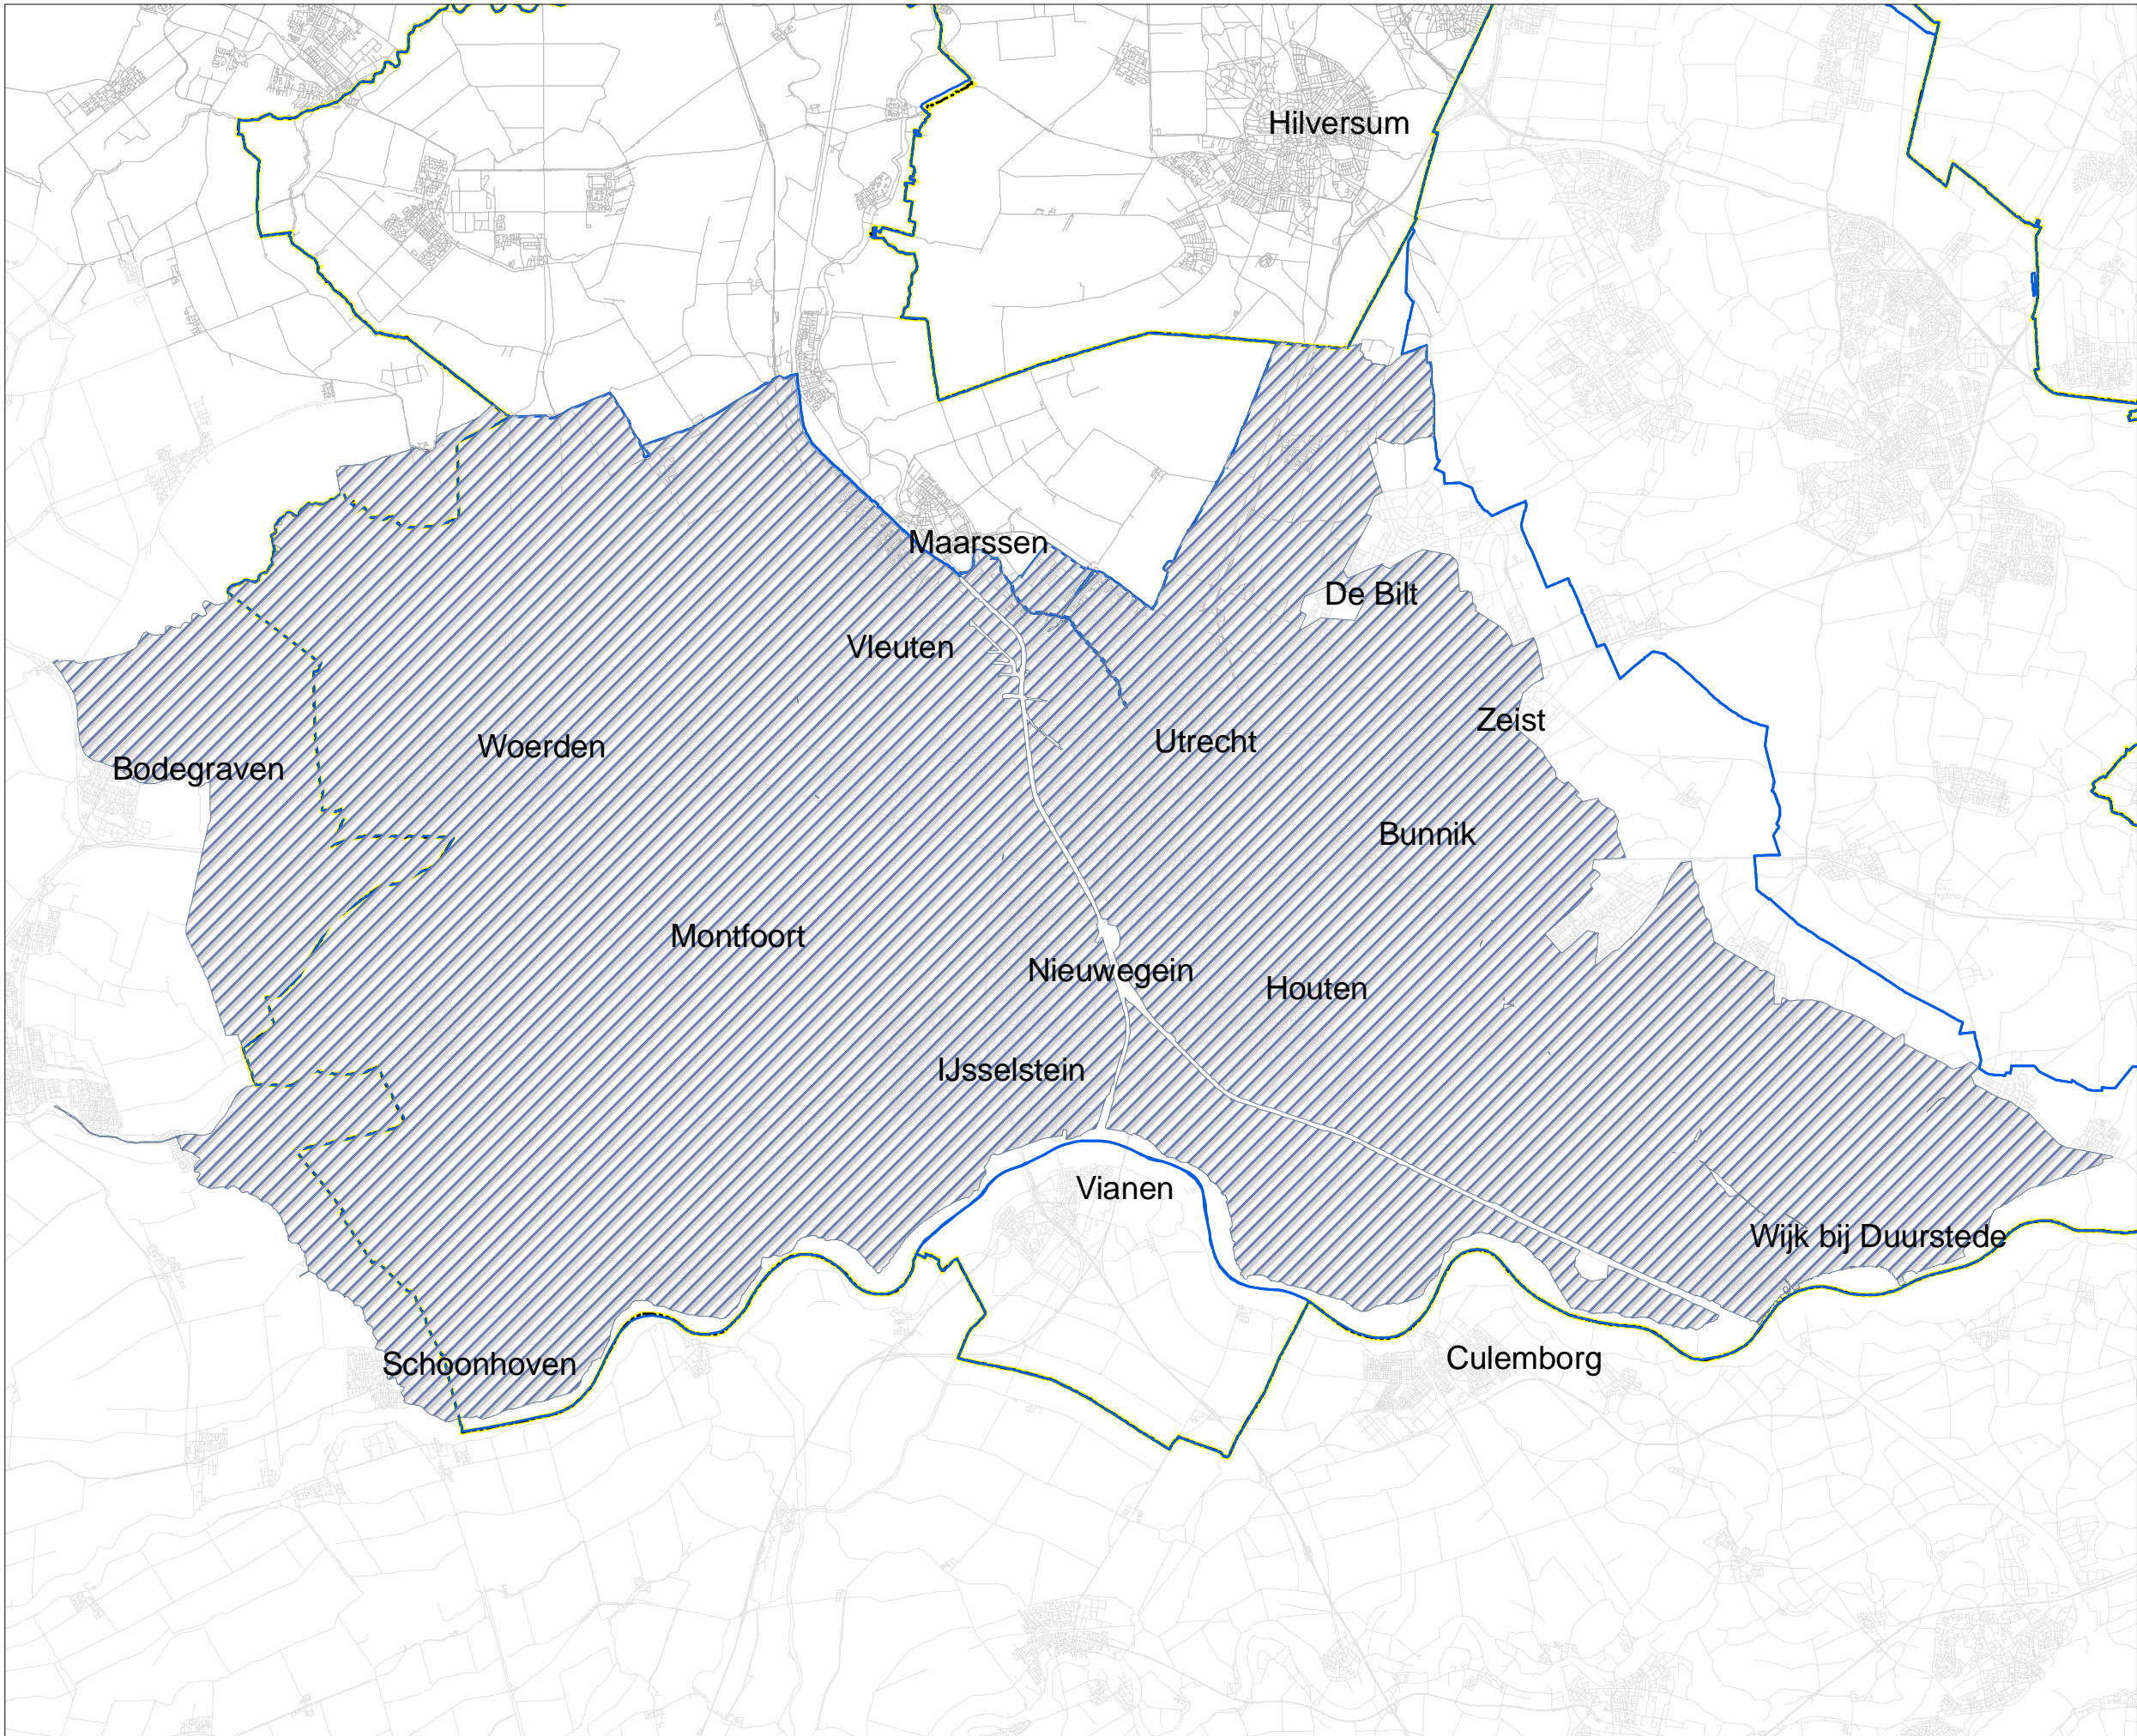 Hilversum
Maarssen
De Bilt
Vleuten
Zeist
Utrecht
Woerden
Bodegraven
Bunnik
Montfoort
Nieuwegein
Houten
IJsselstein
Vianen
Wijk bij Duurstede
Culemborg
Schoonhoven